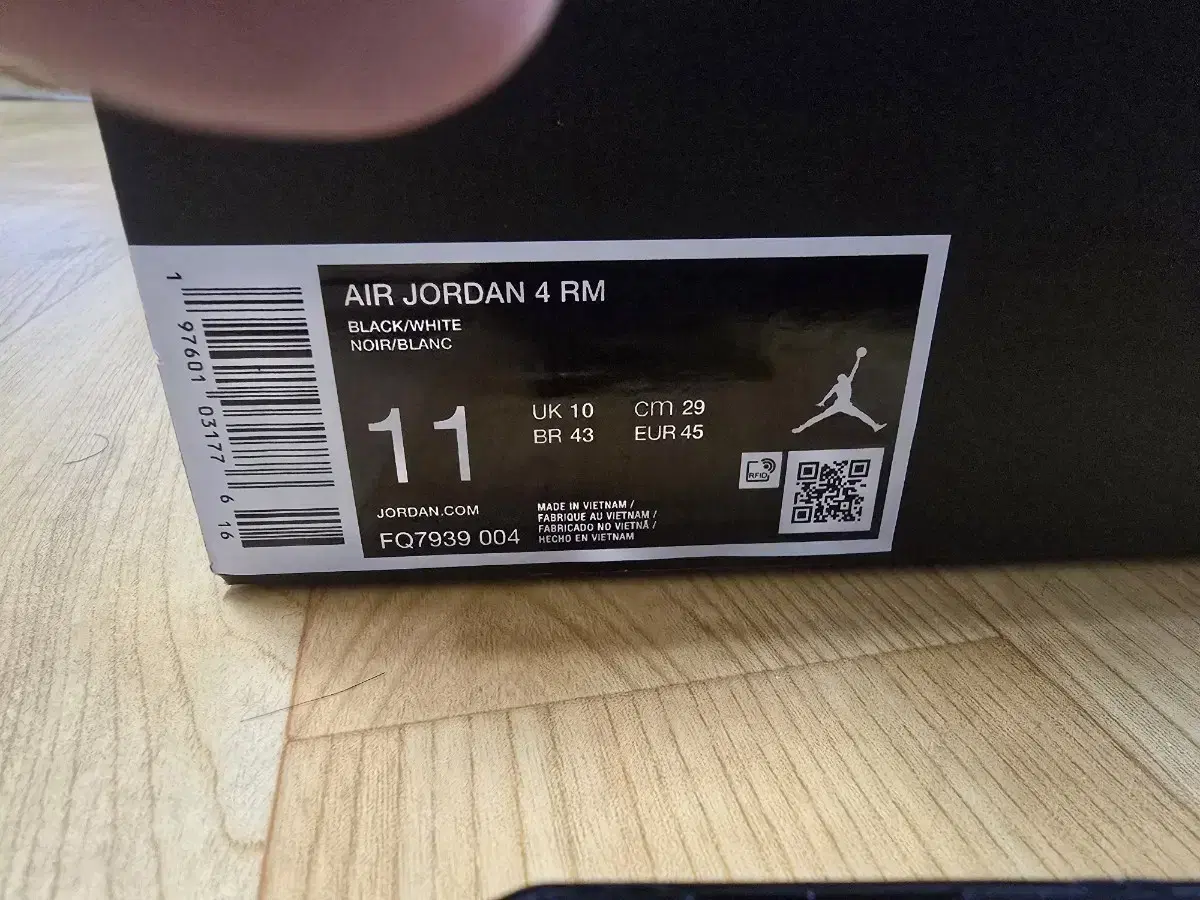 AIR JORDAN 4 RM
BLACK/WHITE
NOIR/BLANC
11
UK 10 cm 29
BR 43 EUR 45
RFID
JORDAN.COM
FQ7939 004
MADE IN VIETNAM /
FABRIQUE AU VIETNAM /
FABRICADO NO VIETNÃ /
HECHO EN VIETNAM
1 97601 03177 6 16